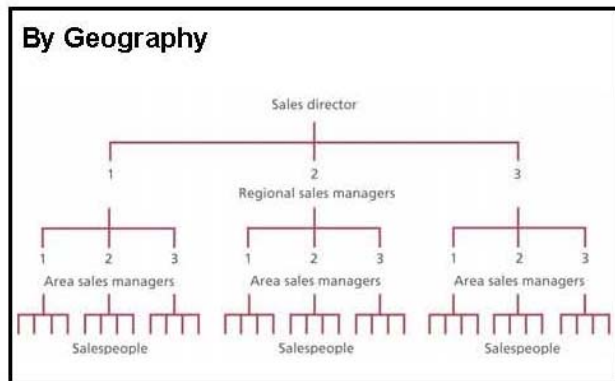 By Geography
Sales director
1 2 3
Regional sales managers
1 2 3 1 2 3 1 2 3
Area sales managers Area sales managers Area sales managers
Salespeople Salespeople Salespeople